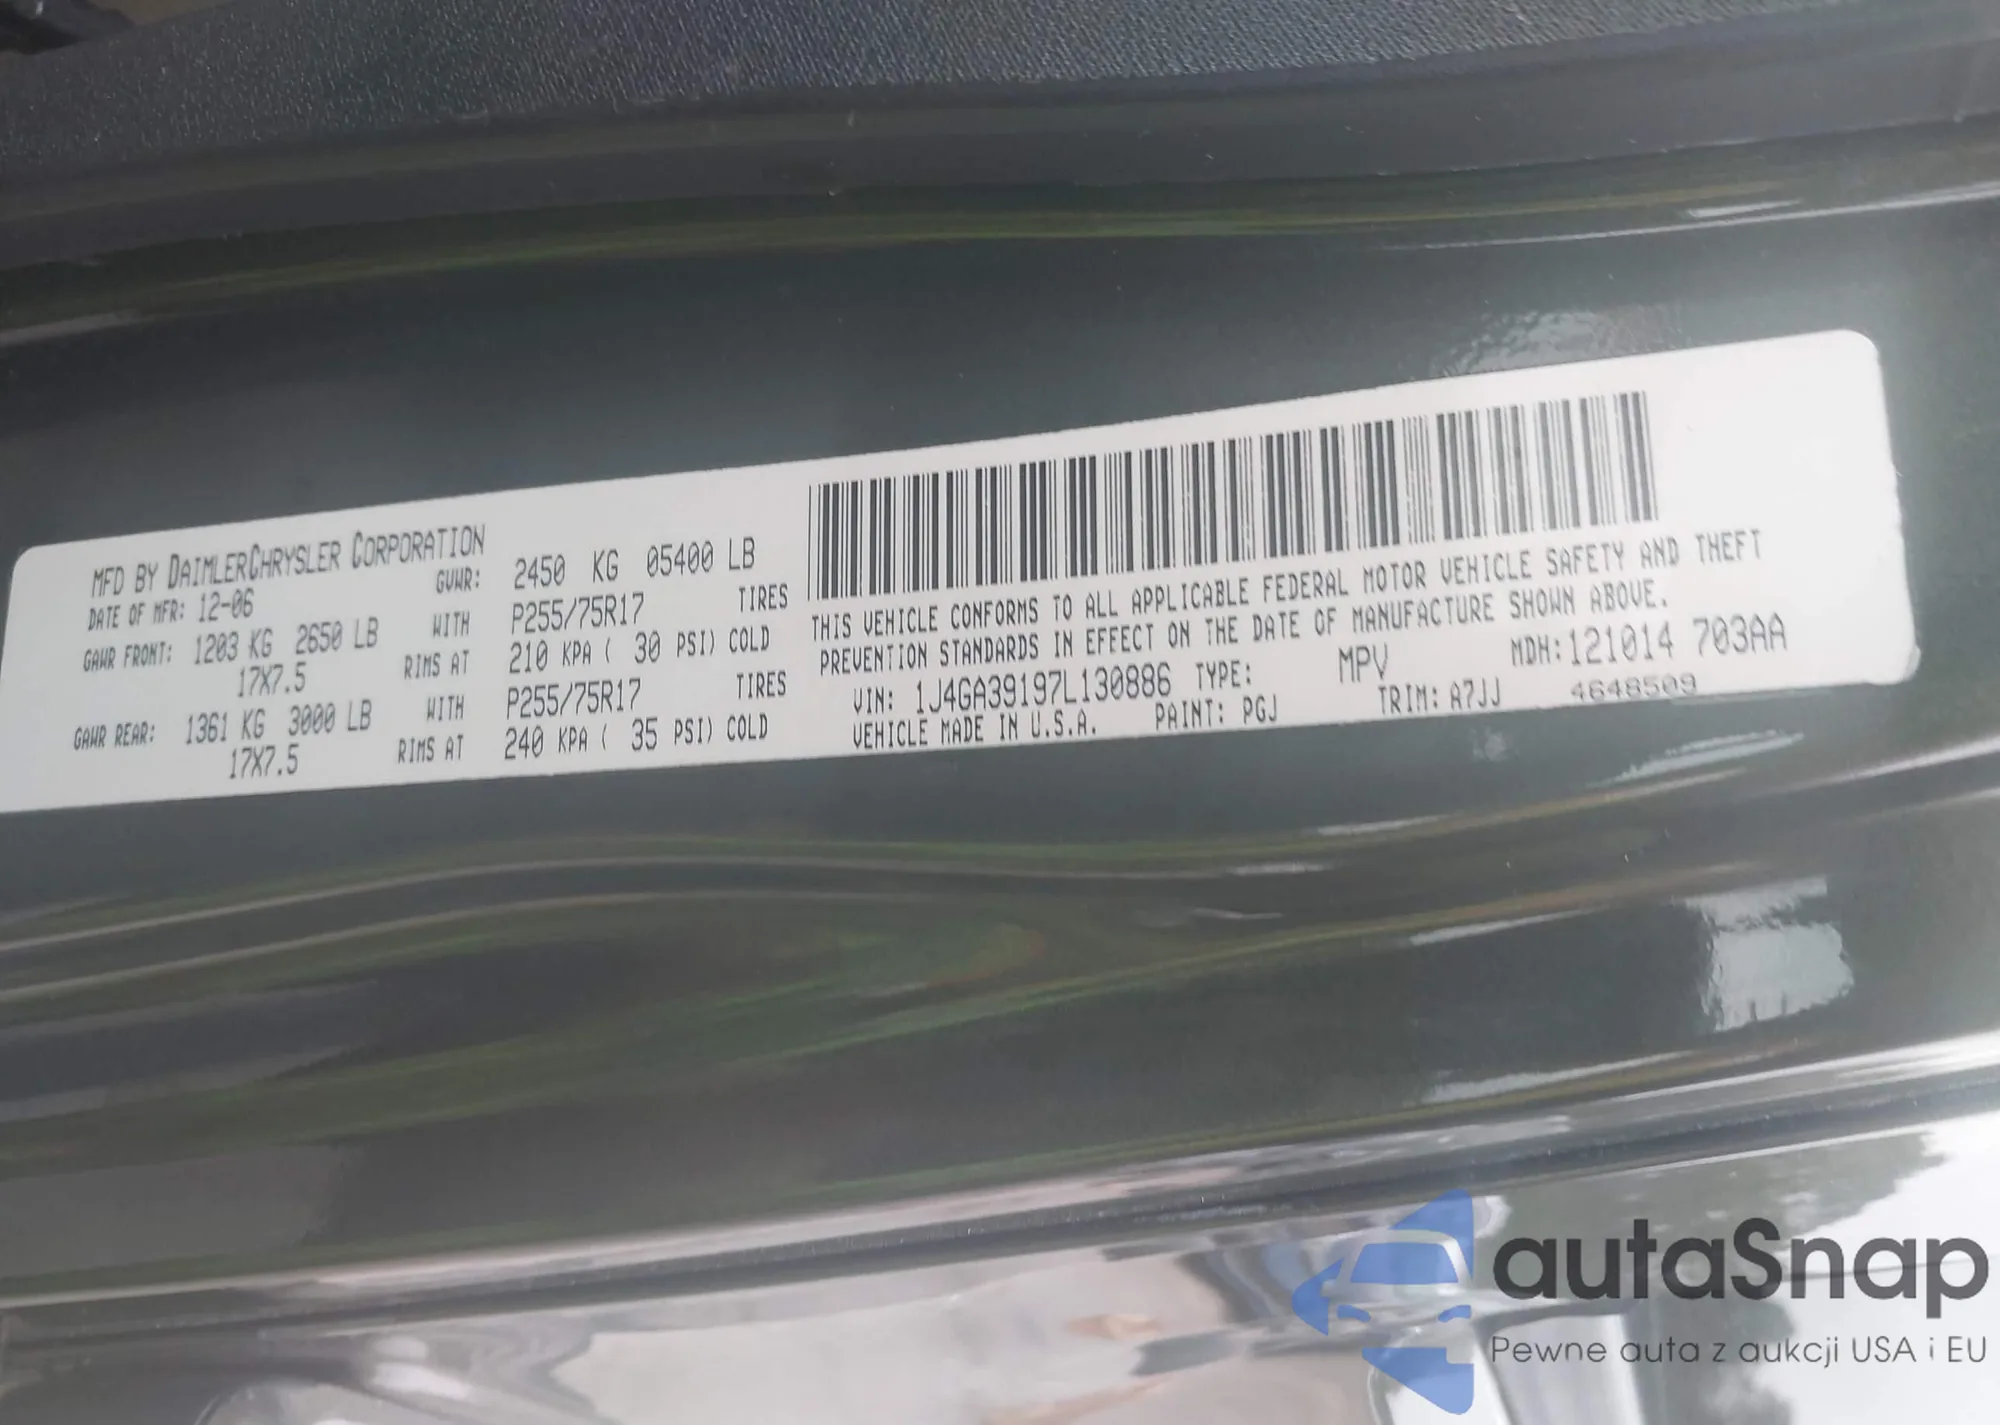 MFD BY DAIMLERCHRYSLER CORPORATION
DATE OF MFR: 12-06 GVWR: 2450 KG 05400 LB
GAWR FRONT: 1203 KG 2650 LB WITH P255/75R17 TIRES
17X7.5 RIMS AT 210 KPA ( 30 PSI) COLD
GAWR REAR: 1361 KG 3000 LB WITH P255/75R17 TIRES
17X7.5 RIMS AT 240 KPA ( 35 PSI) COLD
THIS VEHICLE CONFORMS TO ALL APPLICABLE FEDERAL MOTOR VEHICLE SAFETY AND THEFT
PREVENTION STANDARDS IN EFFECT ON THE DATE OF MANUFACTURE SHOWN ABOVE.
VIN: 1J4GA39197L130886 TYPE: MPV MDH:121014 703AA
VEHICLE MADE IN U.S.A. PAINT: PGJ TRIM: A7JJ 4648509
autaSnap
Pewne auta z aukcji USA i EU